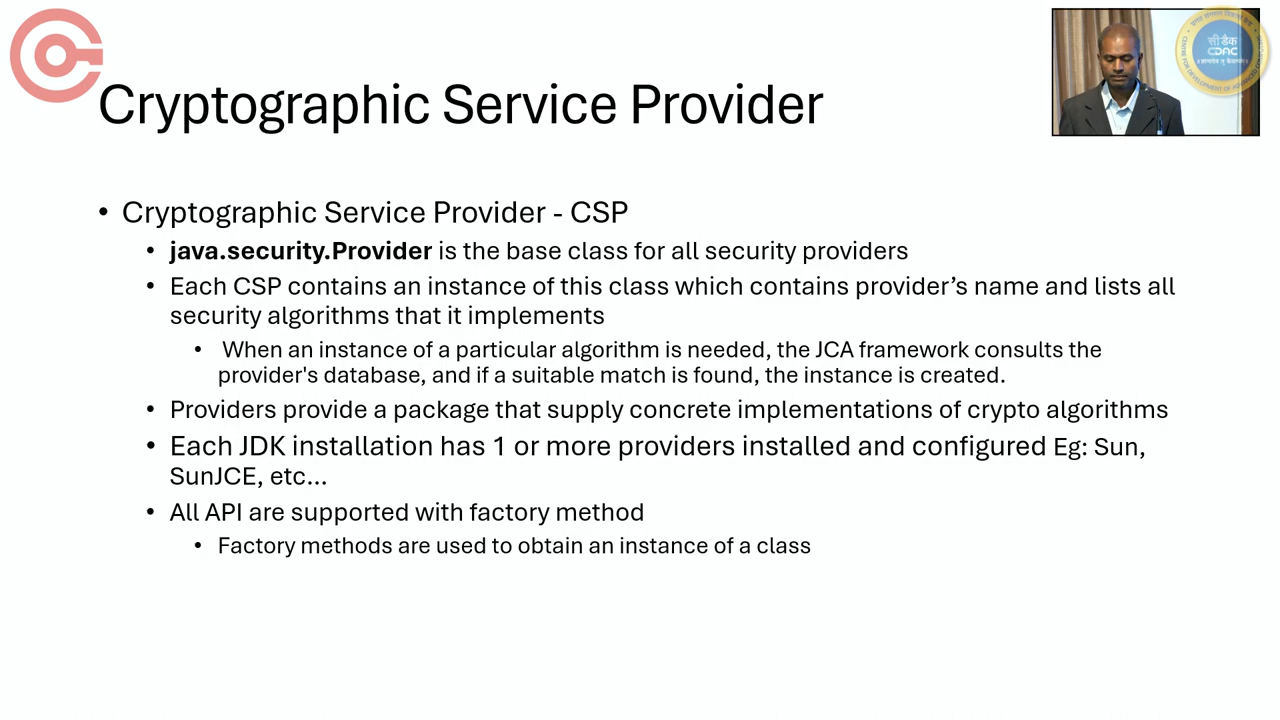 Cryptographic Service Provider
सी डैक
CDAC
• Cryptographic Service Provider - CSP
• java.security.Provider is the base class for all security providers
• Each CSP contains an instance of this class which contains provider’s name and lists all
security algorithms that it implements
• When an instance of a particular algorithm is needed, the JCA framework consults the
provider's database, and if a suitable match is found, the instance is created.
• Providers provide a package that supply concrete implementations of crypto algorithms
• Each JDK installation has 1 or more providers installed and configured Eg: Sun,
SunJCE, etc...
• All API are supported with factory method
• Factory methods are used to obtain an instance of a class